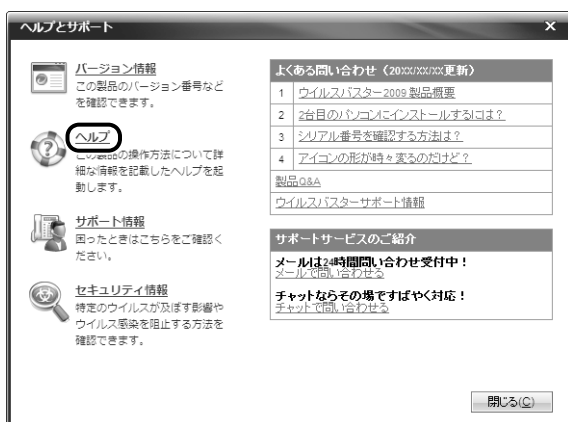 ヘルプとサポート
×
バージョン情報
この製品のバージョン番号など
を確認できます。
ヘルプ
この製品の操作方法について詳
細な情報を記載したヘルプを起
動します。
サポート情報
困ったときはこちらをご確認く
ださい。
セキュリティ情報
特定のウイルスが及ぼす影響や
ウイルス感染を阻止する方法を
確認できます。
よくある問い合わせ（20XX/XX/XX更新）
1 ウイルスバスター2009 製品概要
2 2台目のパソコンにインストールするには？
3 シリアル番号を確認する方法は？
4 アイコンの形が時々変るのだけど？
製品Q&A
ウイルスバスターサポート情報
サポートサービスのご紹介
メールは24時間問い合わせ受付中！
メールで問い合わせる
チャットならその場ですばやく対応！
チャットで問い合わせる
閉じる(C)